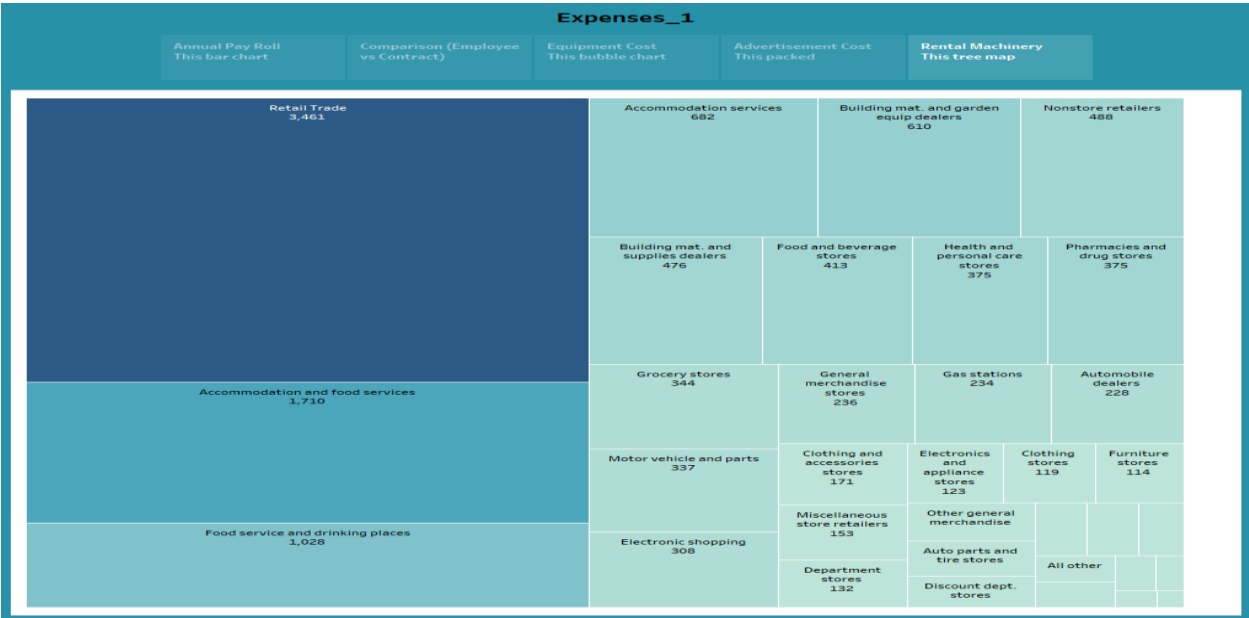 Expenses_1
Annual Pay Roll
This bar chart
Comparison (Employee
vs Contract)
Equipment Cost
This bubble chart
Advertisement Cost
This packed
Rental Machinery
This tree map
Retail Trade
3,461
Accommodation and food services
1,710
Food service and drinking places
1,028
Accommodation services
682
Building mat. and garden
equip dealers
610
Nonstore retailers
488
Building mat. and
supplies dealers
476
Food and beverage
stores
413
Health and
personal care
stores
375
Pharmacies and
drug stores
375
Grocery stores
344
General
merchandise
stores
236
Gas stations
234
Automobile
dealers
228
Motor vehicle and parts
337
Electronic shopping
308
Clothing and
accessories
stores
171
Electronics
and
appliance
stores
123
Clothing
stores
119
Furniture
stores
114
Miscellaneous
store retailers
153
Department
stores
132
Other general
merchandise
Auto parts and
tire stores
Discount dept.
stores
All other